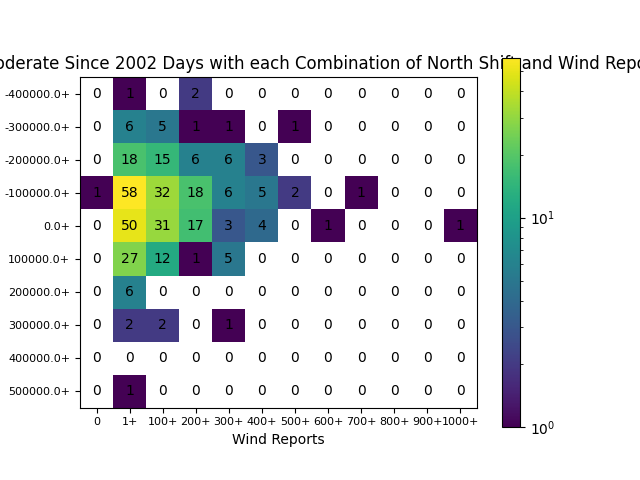 oderate Since 2002 Days with each Combination of North Shift and Wind Repo
-400000.0+ 0 1 0 2 0 0 0 0 0 0 0 0
-300000.0+ 0 6 5 1 1 0 1 0 0 0 0 0
-200000.0+ 0 18 15 6 6 3 0 0 0 0 0 0
-100000.0+ 1 58 32 18 6 5 2 0 1 0 0 0
0.0+ 0 50 31 17 3 4 0 1 0 0 0 1
100000.0+ 0 27 12 1 5 0 0 0 0 0 0 0
200000.0+ 0 6 0 0 0 0 0 0 0 0 0 0
300000.0+ 0 2 2 0 1 0 0 0 0 0 0 0
400000.0+ 0 0 0 0 0 0 0 0 0 0 0 0
500000.0+ 0 1 0 0 0 0 0 0 0 0 0 0
0 1+ 100+ 200+ 300+ 400+ 500+ 600+ 700+ 800+ 900+ 1000+
Wind Reports
10¹
10⁰